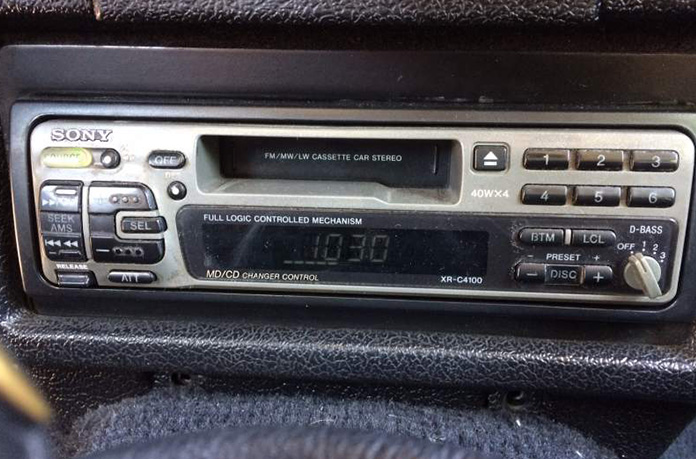 SONY
SOURCE
OFF
FM/MW/LW CASSETTE CAR STEREO
1 2 3
40W×4
4 5 6
SEEK
AMS
SEL
FULL LOGIC CONTROLLED MECHANISM
1030
BTM LCL
D-BASS
OFF 1 2 3
PRESET +
− DISC +
RELEASE
ATT
MD/CD CHANGER CONTROL
XR-C4100